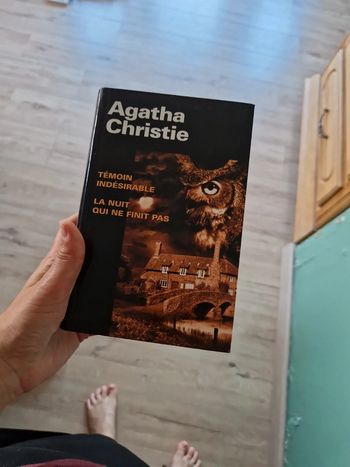 Agatha
Christie
TÉMOIN
INDÉSIRABLE
LA NUIT
QUI NE FINIT PAS